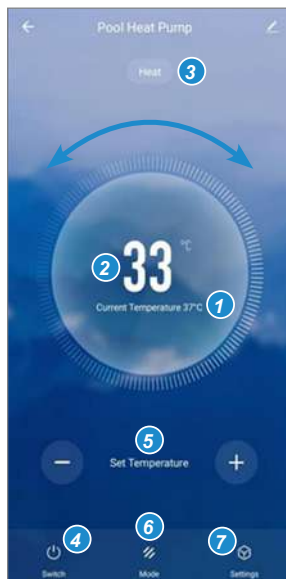 Pool Heat Pump
Heat
3
33 °C
2
Current Temperature 37°C
1
5
Set Temperature
4
6
7
Switch
Mode
Settings